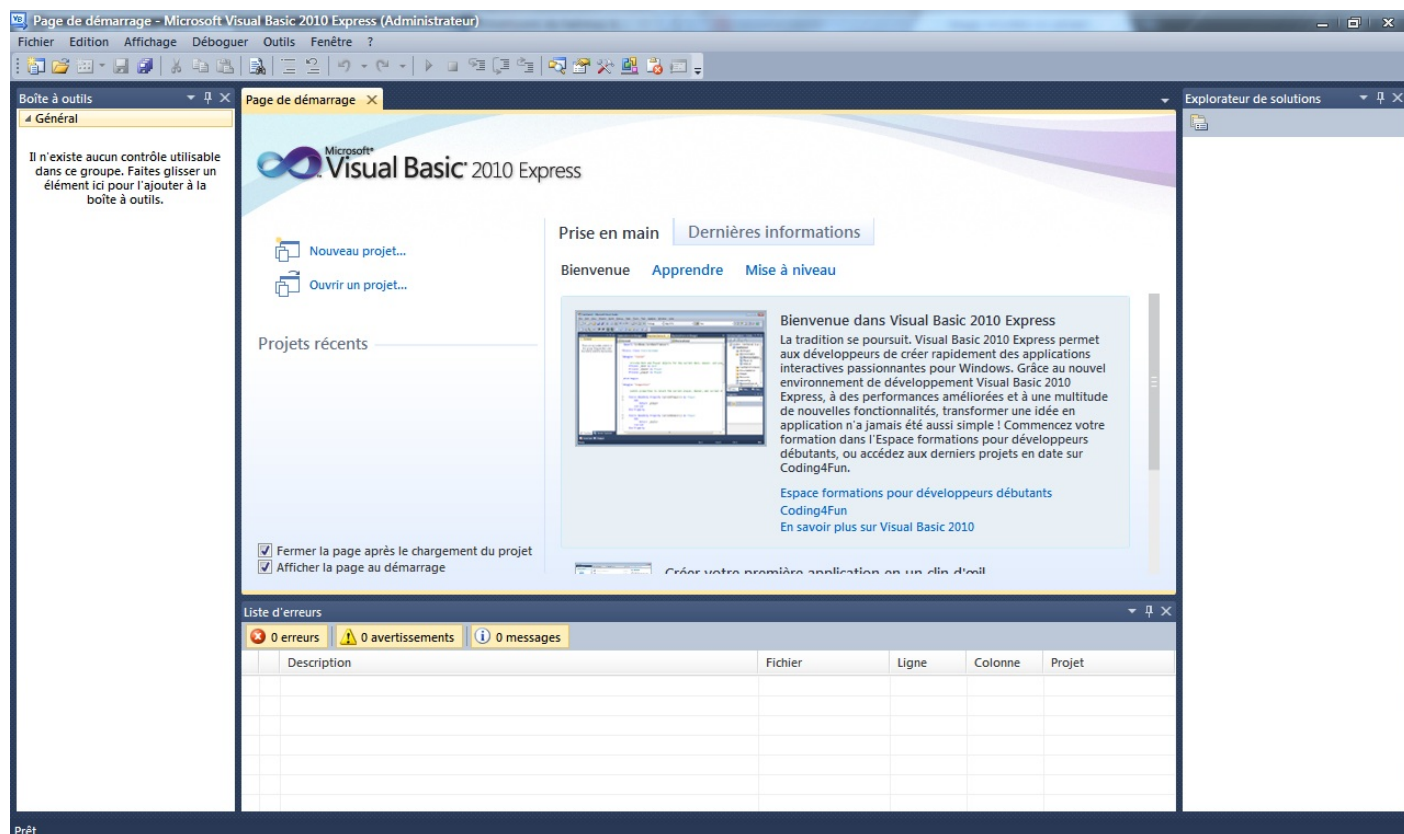 Page de démarrage - Microsoft Visual Basic 2010 Express (Administrateur)
Fichier Edition Affichage Déboguer Outils Fenêtre ?
Boîte à outils
Général
Il n'existe aucun contrôle utilisable
dans ce groupe. Faites glisser un
élément ici pour l'ajouter à la
boîte à outils.
Page de démarrage
Microsoft
Visual Basic 2010 Express
Nouveau projet...
Ouvrir un projet...
Projets récents
Fermer la page après le chargement du projet
Afficher la page au démarrage
Prise en main Dernières informations
Bienvenue Apprendre Mise à niveau
Bienvenue dans Visual Basic 2010 Express
La tradition se poursuit. Visual Basic 2010 Express permet
aux développeurs de créer rapidement des applications
interactives passionnantes pour Windows. Grâce au nouvel
environnement de développement Visual Basic 2010
Express, à des performances améliorées et à une multitude
de nouvelles fonctionnalités, transformer une idée en
application n'a jamais été aussi simple ! Commencez votre
formation dans l'Espace formations pour développeurs
débutants, ou accédez aux derniers projets en date sur
Coding4Fun.
Espace formations pour développeurs débutants
Coding4Fun
En savoir plus sur Visual Basic 2010
Créer votre première application en un clin d'œil
Explorateur de solutions
Liste d'erreurs
0 erreurs 0 avertissements 0 messages
Description Fichier Ligne Colonne Projet
Prêt